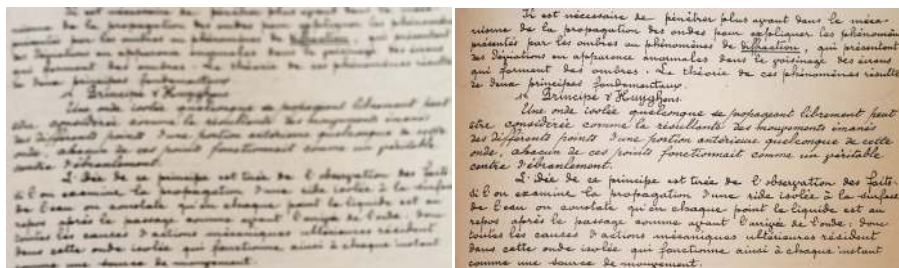 Il est nécessaire de pénétrer plus avant dans le méca-
nisme de la propagation des ondes pour expliquer les phénomènes
présentés par les ombres ou phénomènes de diffraction, qui présentent
des déviations en apparence anormales dans le voisinage des écrans
qui forment des ombres. La théorie de ces phénomènes résulte
de deux principes fondamentaux.
Principe d'Huyghens.
Une onde isolée quelconque se propageant librement peut
être considérée comme la résultante des mouvements émanés
des différents points d'une portion antérieure quelconque de cette
onde, chacun de ces points fonctionnant comme un véritable
centre d'ébranlement.
L'idée de ce principe est tirée de l'observation des faits.
Si l'on examine la propagation d'une ride isolée à la surface
de l'eau on constate qu'en chaque point le liquide est au
repos après le passage comme avant l'arrivée de l'onde; donc
toutes les causes d'actions mécaniques ultérieures résident
dans cette onde isolée qui fonctionne ainsi à chaque instant
comme une source de mouvement.